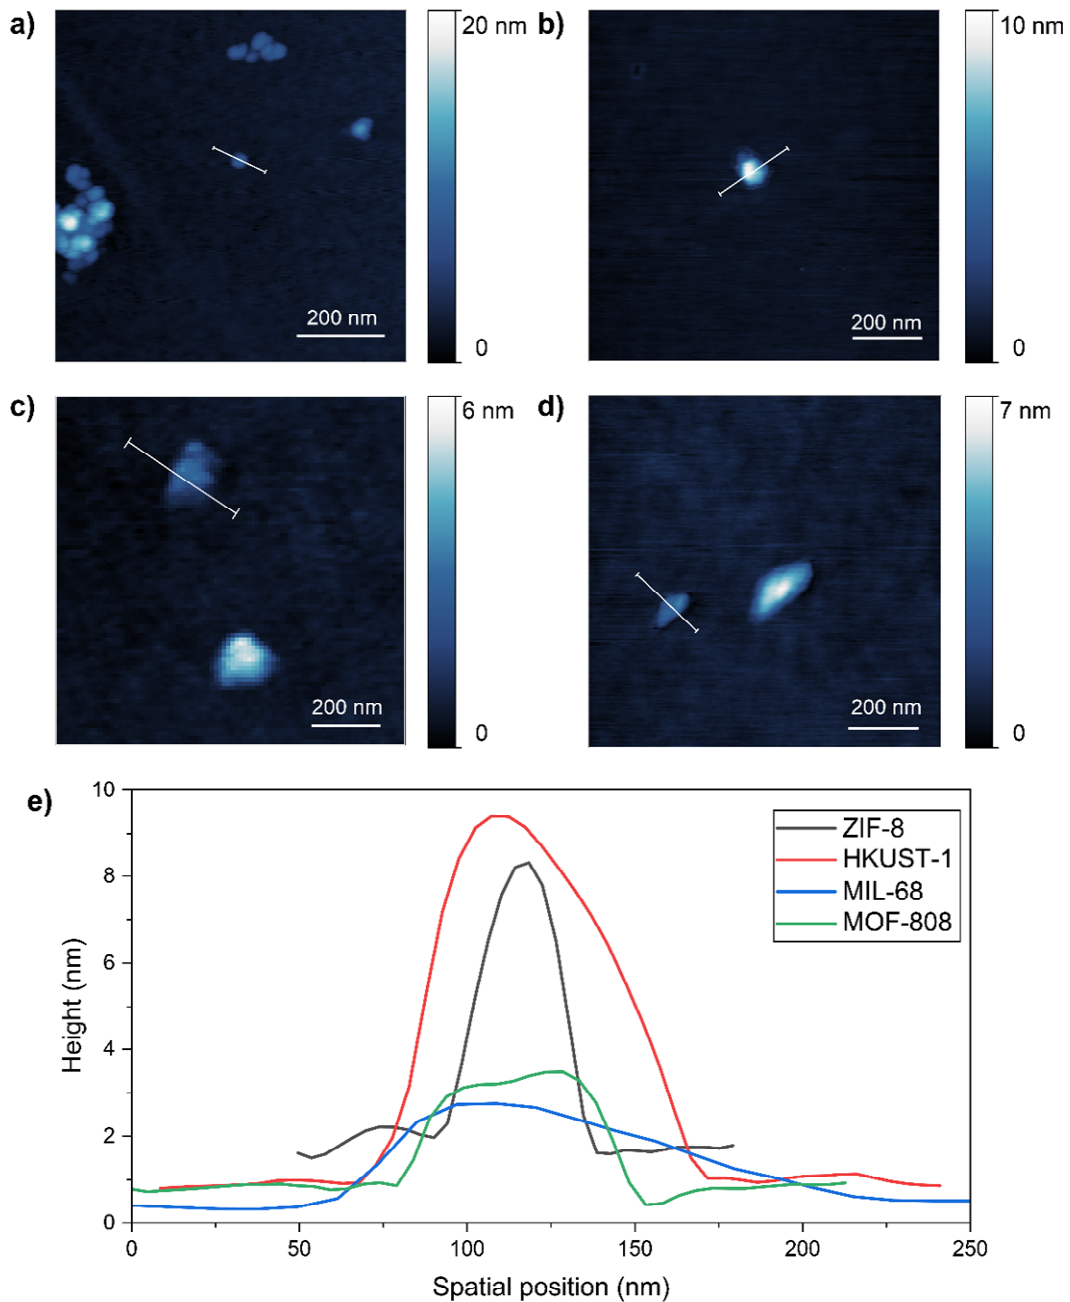 a)
20 nm
200 nm
0
b)
10 nm
200 nm
0
c)
6 nm
200 nm
0
d)
7 nm
200 nm
0
e)
10
8
6
4
2
0
Height (nm)
ZIF-8
HKUST-1
MIL-68
MOF-808
0
50
100
150
200
250
Spatial position (nm)